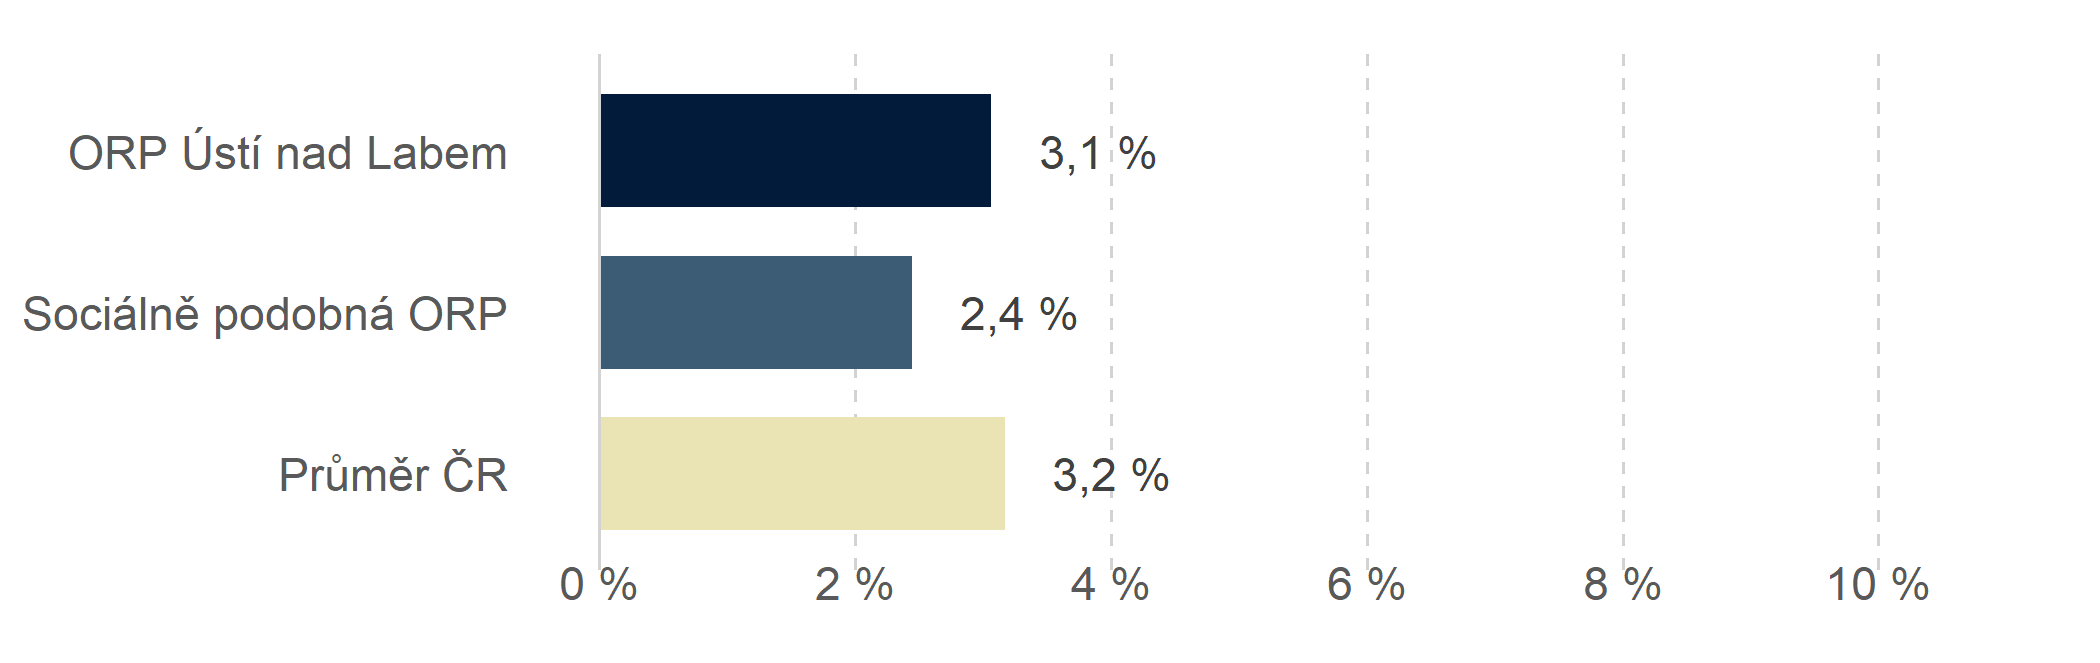 ORP Ústí nad Labem
3,1 %
Sociálně podobná ORP
2,4 %
Průměr ČR
3,2 %
0 % 2 % 4 % 6 % 8 % 10 %